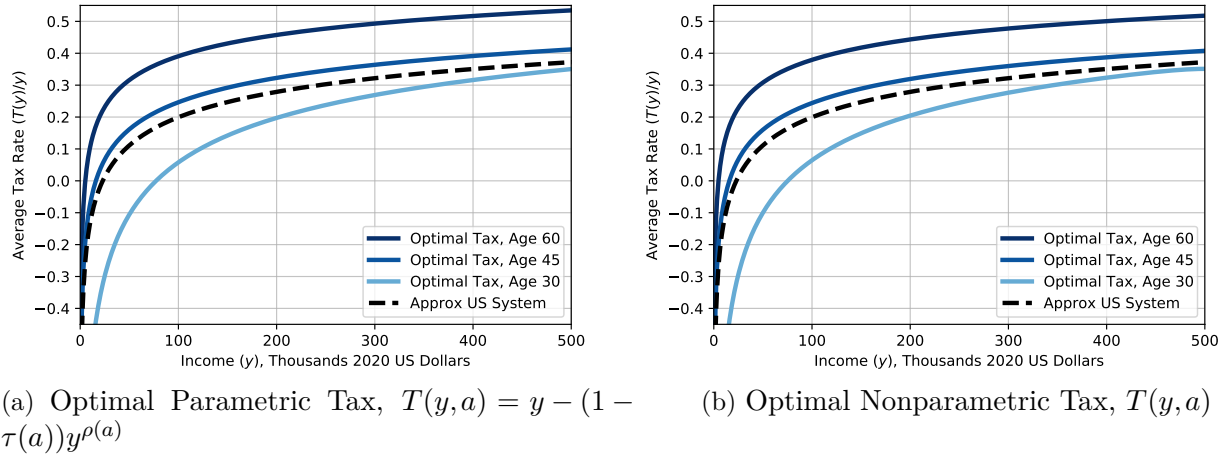 Average Tax Rate (T(y)/y)
0.5
0.4
0.3
0.2
0.1
0.0
−0.1
−0.2
−0.3
−0.4
Optimal Tax, Age 60
Optimal Tax, Age 45
Optimal Tax, Age 30
Approx US System
0 100 200 300 400 500
Income (y), Thousands 2020 US Dollars
(a) Optimal Parametric Tax, T(y, a) = y − (1 −
τ(a))y^ρ(a)
Average Tax Rate (T(y)/y)
0.5
0.4
0.3
0.2
0.1
0.0
−0.1
−0.2
−0.3
−0.4
Optimal Tax, Age 60
Optimal Tax, Age 45
Optimal Tax, Age 30
Approx US System
0 100 200 300 400 500
Income (y), Thousands 2020 US Dollars
(b) Optimal Nonparametric Tax, T(y, a)